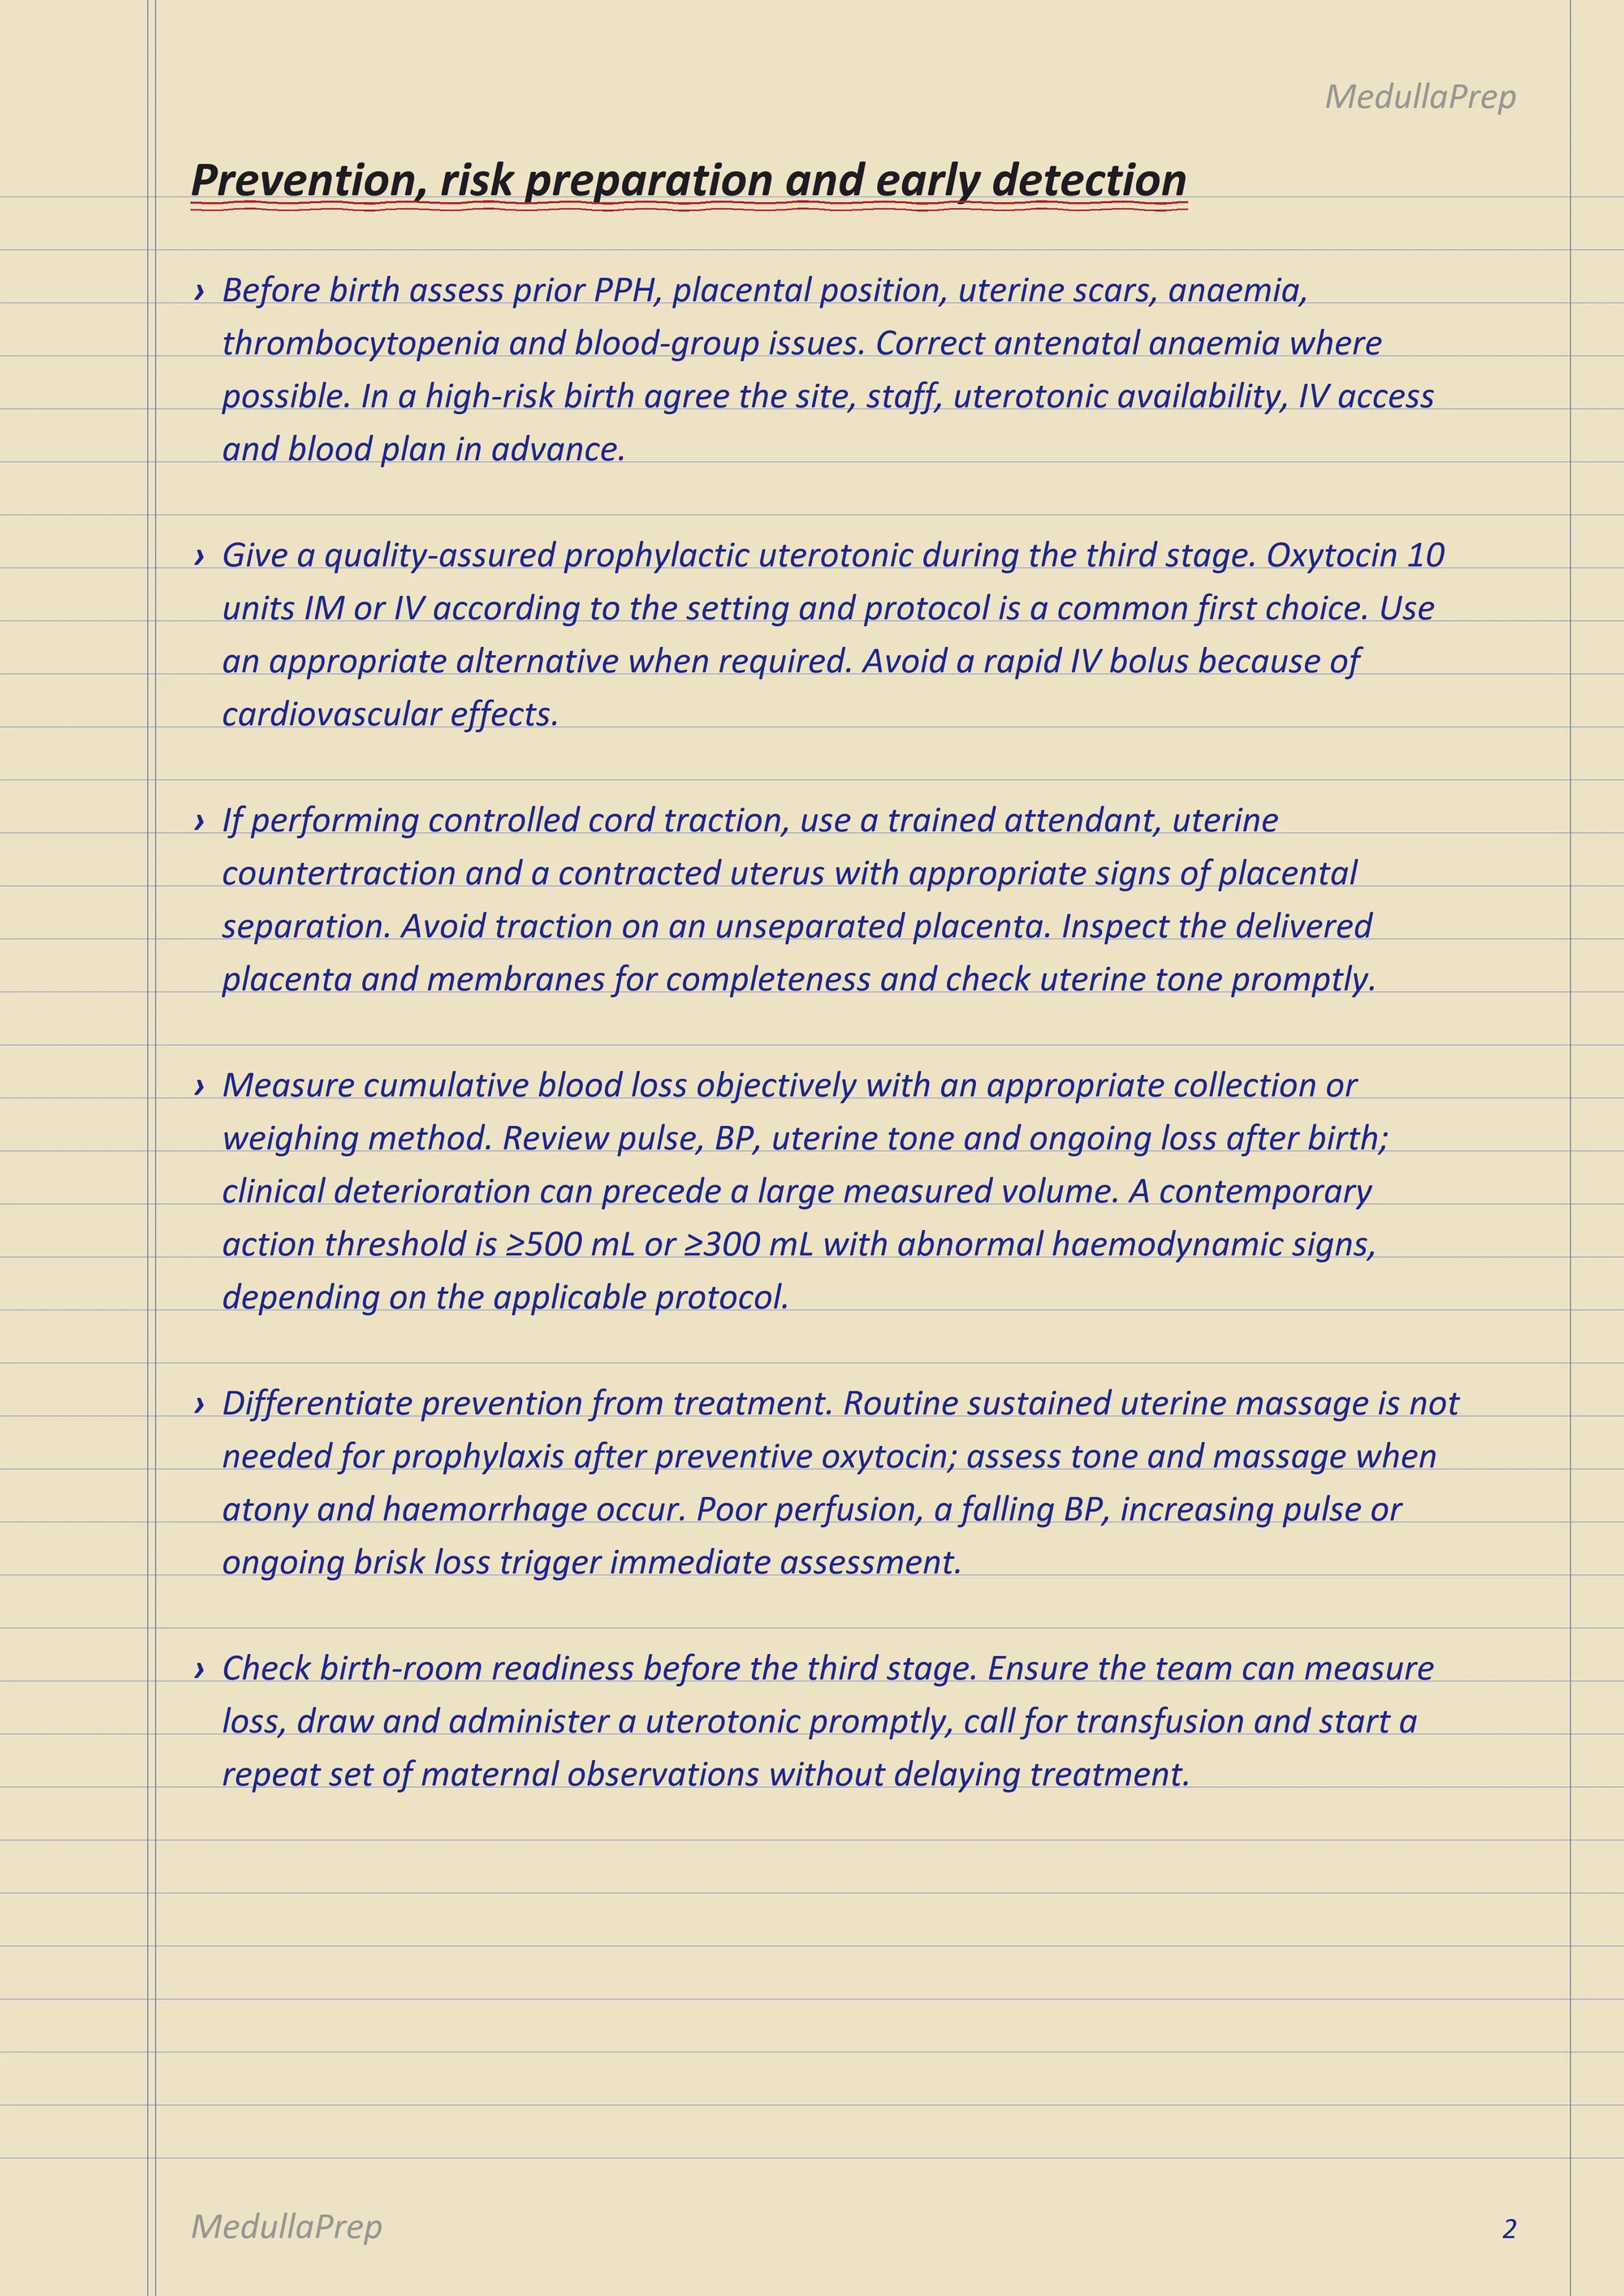 MedullaPrep
Prevention, risk preparation and early detection
› Before birth assess prior PPH, placental position, uterine scars, anaemia,
thrombocytopenia and blood-group issues. Correct antenatal anaemia where
possible. In a high-risk birth agree the site, staff, uterotonic availability, IV access
and blood plan in advance.
› Give a quality-assured prophylactic uterotonic during the third stage. Oxytocin 10
units IM or IV according to the setting and protocol is a common first choice. Use
an appropriate alternative when required. Avoid a rapid IV bolus because of
cardiovascular effects.
› If performing controlled cord traction, use a trained attendant, uterine
countertraction and a contracted uterus with appropriate signs of placental
separation. Avoid traction on an unseparated placenta. Inspect the delivered
placenta and membranes for completeness and check uterine tone promptly.
› Measure cumulative blood loss objectively with an appropriate collection or
weighing method. Review pulse, BP, uterine tone and ongoing loss after birth;
clinical deterioration can precede a large measured volume. A contemporary
action threshold is ≥500 mL or ≥300 mL with abnormal haemodynamic signs,
depending on the applicable protocol.
› Differentiate prevention from treatment. Routine sustained uterine massage is not
needed for prophylaxis after preventive oxytocin; assess tone and massage when
atony and haemorrhage occur. Poor perfusion, a falling BP, increasing pulse or
ongoing brisk loss trigger immediate assessment.
› Check birth-room readiness before the third stage. Ensure the team can measure
loss, draw and administer a uterotonic promptly, call for transfusion and start a
repeat set of maternal observations without delaying treatment.
MedullaPrep
2